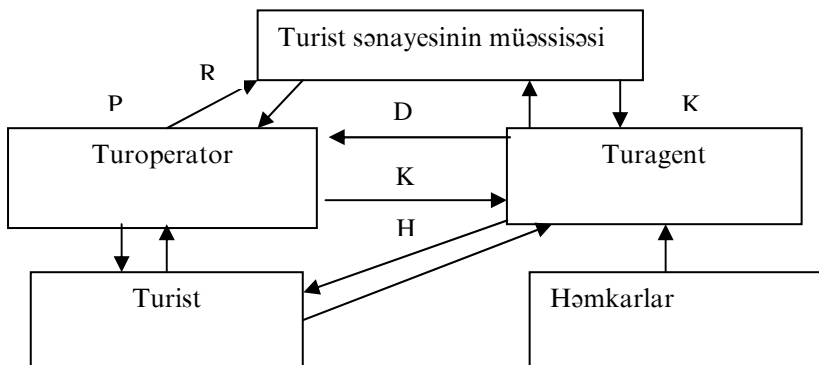 Turist sənayesinin müəssisəsi
R
P
D
K
Turoperator
Turagent
K
H
Turist
Həmkarlar